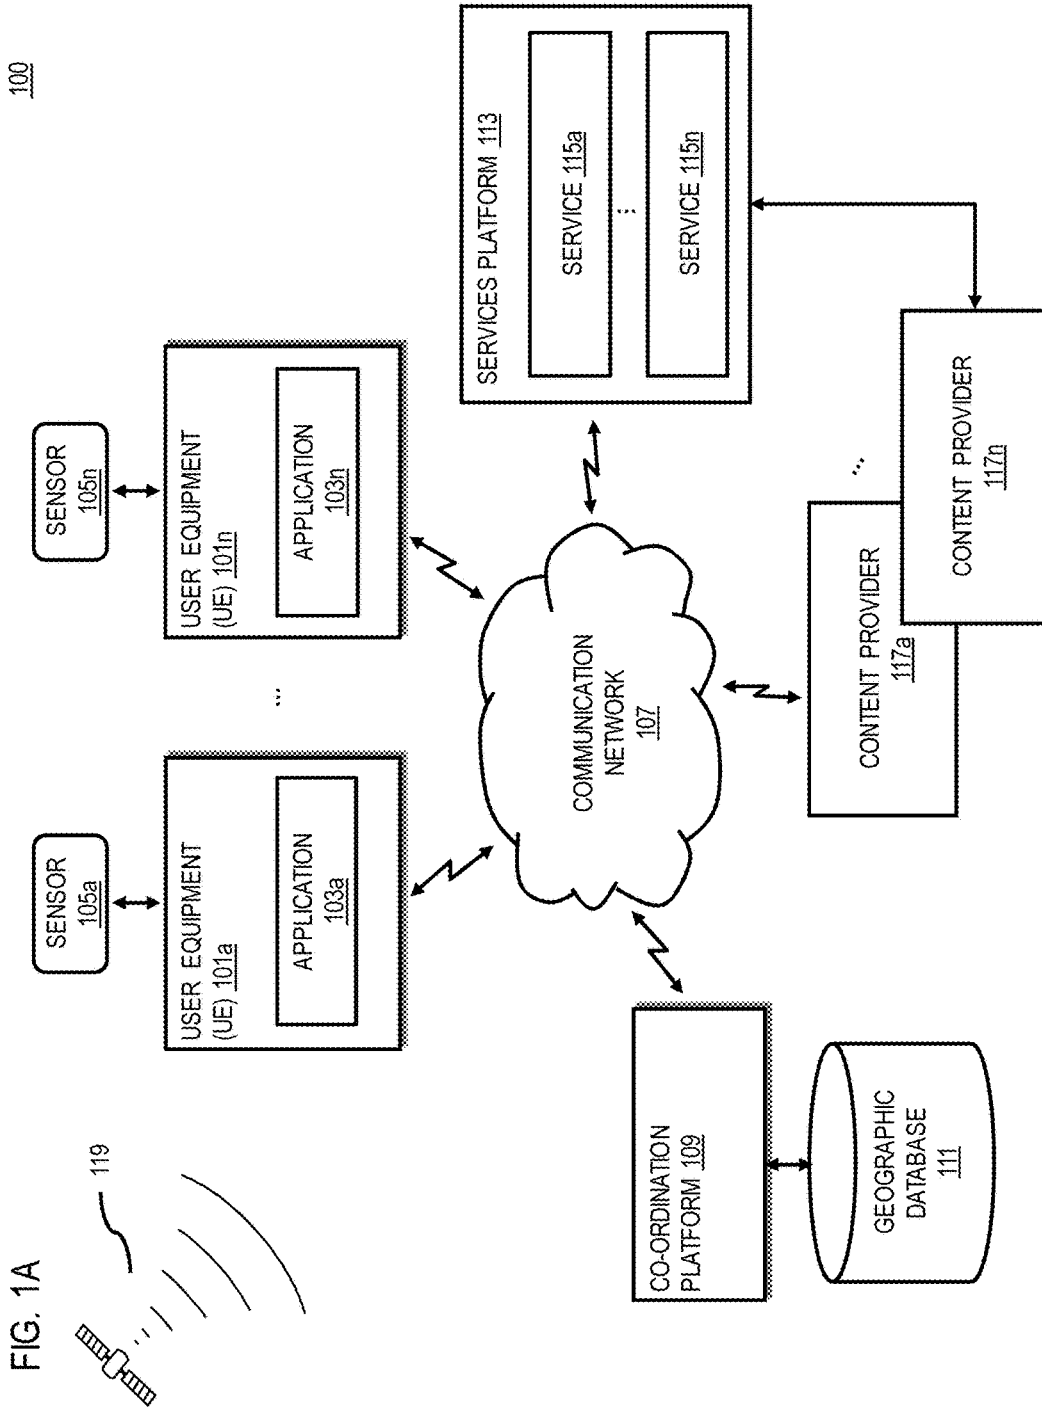 FIG. 1A
100
119
SENSOR
105a
SENSOR
105n
USER EQUIPMENT
(UE) 101a
APPLICATION
103a
...
USER EQUIPMENT
(UE) 101n
APPLICATION
103n
COMMUNICATION
NETWORK
107
SERVICES PLATFORM 113
SERVICE 115a
...
SERVICE 115n
CO-ORDINATION
PLATFORM 109
GEOGRAPHIC
DATABASE
111
CONTENT PROVIDER
117a
...
CONTENT PROVIDER
117n